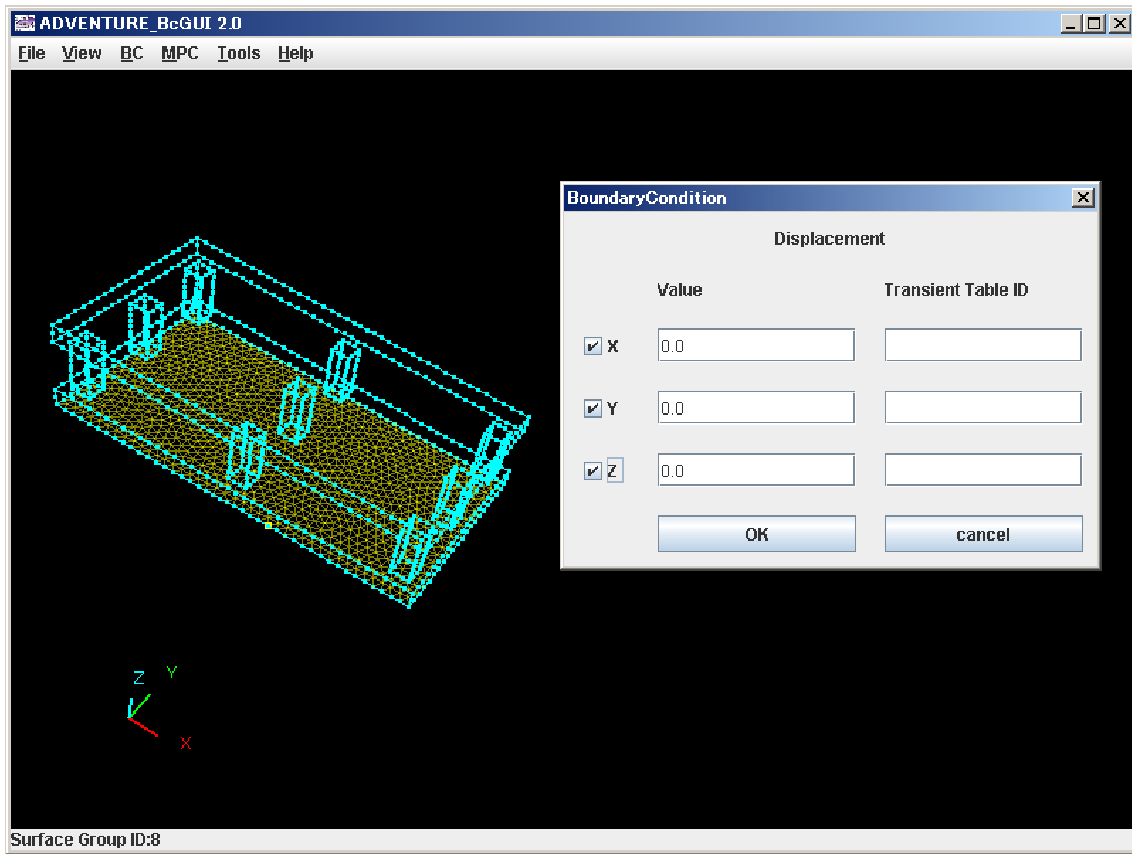 ADVENTURE_BcGUI 2.0
File View BC MPC Tools Help
BoundaryCondition
Displacement
Value Transient Table ID
X 0.0
Y 0.0
Z 0.0
OK cancel
Z Y
X
Surface Group ID:8